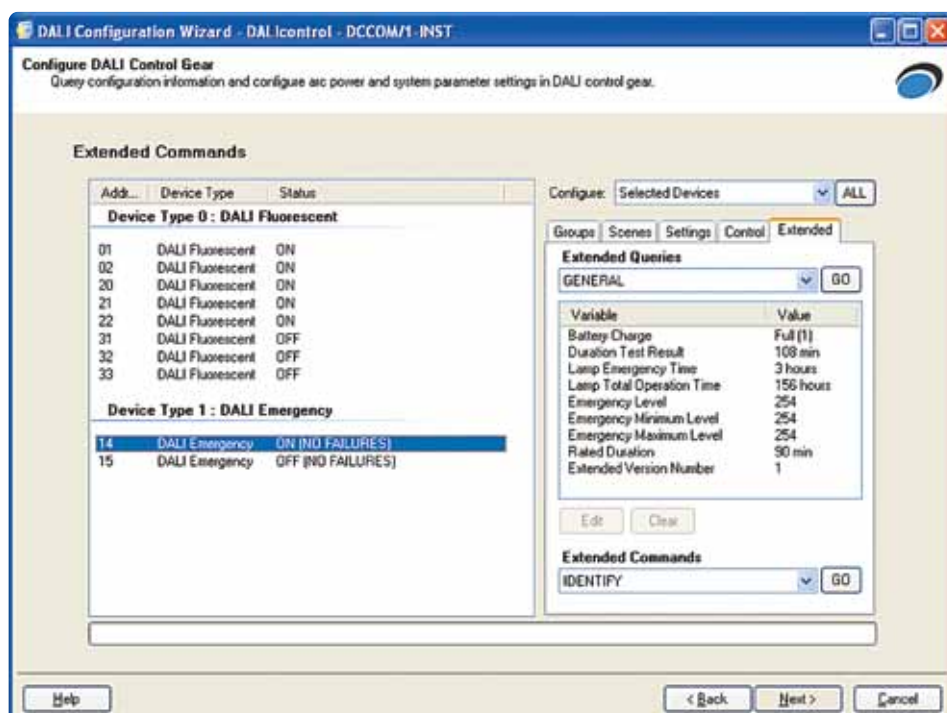 DALI Configuration Wizard - DALIcontrol - DCCOM/1-INST
Configure DALI Control Gear
Query configuration information and configure arc power and system parameter settings in DALI control gear.
Extended Commands
Addr... Device Type Status
Device Type 0 : DALI Fluorescent
01 DALI Fluorescent ON
02 DALI Fluorescent ON
20 DALI Fluorescent ON
21 DALI Fluorescent ON
22 DALI Fluorescent ON
31 DALI Fluorescent OFF
32 DALI Fluorescent OFF
33 DALI Fluorescent OFF
Device Type 1 : DALI Emergency
14 DALI Emergency ON (NO FAILURES)
15 DALI Emergency OFF (NO FAILURES)
Configure: Selected Devices ALL
Groups Scenes Settings Control Extended
Extended Queries
GENERAL GO
Variable Value
Battery Charge Full (1)
Duration Test Result 108 min
Lamp Emergency Time 3 hours
Lamp Total Operation Time 156 hours
Emergency Level 254
Emergency Minimum Level 254
Emergency Maximum Level 254
Rated Duration 90 min
Extended Version Number 1
Edit Clear
Extended Commands
IDENTIFY GO
Help < Back Next > Cancel